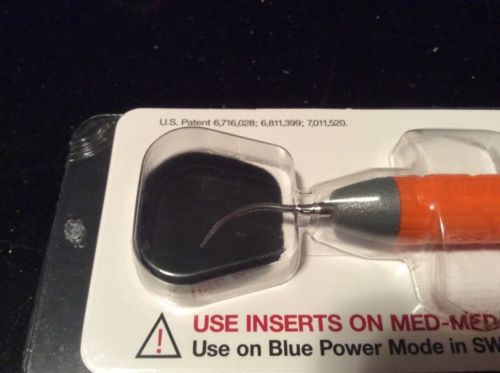 U.S. Patent 6,716,028; 6,811,399; 7,011,520.
USE INSERTS ON MED-MED-
Use on Blue Power Mode in SW